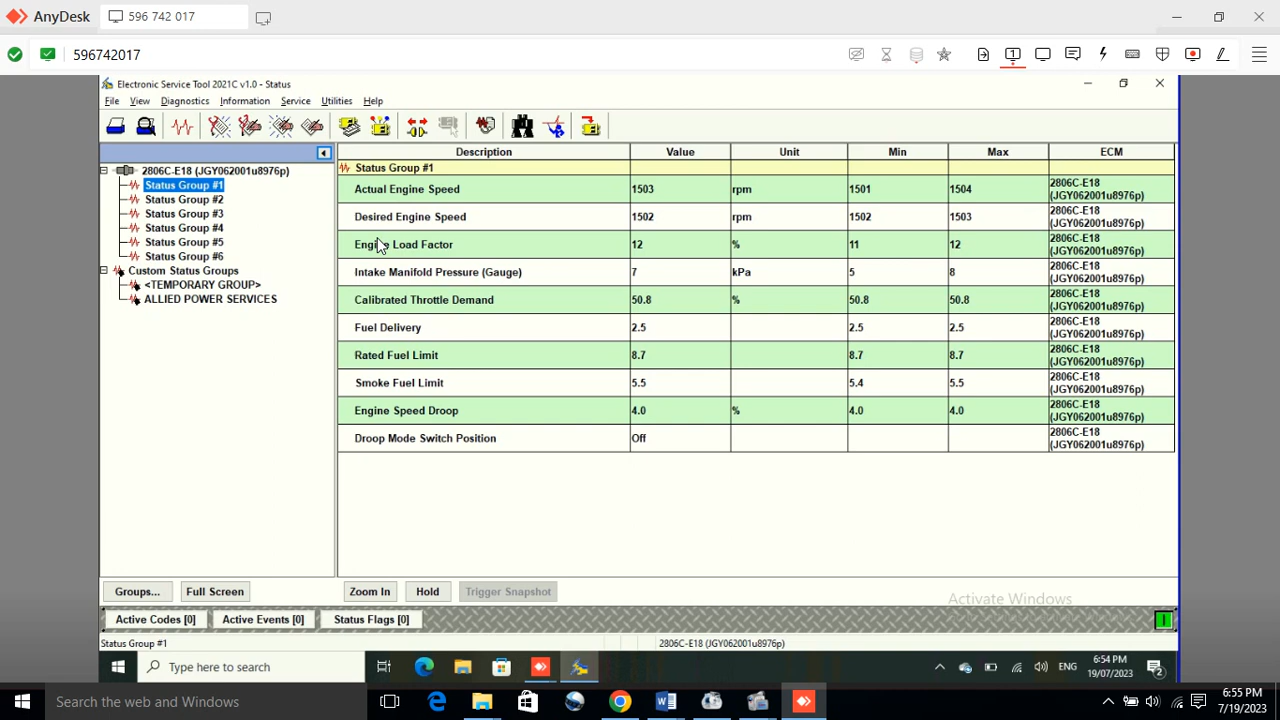 AnyDesk 596 742 017
596742017
Electronic Service Tool 2021C v1.0 - Status
File View Diagnostics Information Service Utilities Help
2806C-E18 (JGY062001u8976p)
Status Group #1
Status Group #2
Status Group #3
Status Group #4
Status Group #5
Status Group #6
Custom Status Groups
<TEMPORARY GROUP>
ALLIED POWER SERVICES
Description Value Unit Min Max ECM
Status Group #1
Actual Engine Speed 1503 rpm 1501 1504 2806C-E18
(JGY062001u8976p)
Desired Engine Speed 1502 rpm 1502 1503 2806C-E18
(JGY062001u8976p)
Engine Load Factor 12 % 11 12 2806C-E18
(JGY062001u8976p)
Intake Manifold Pressure (Gauge) 7 kPa 5 8 2806C-E18
(JGY062001u8976p)
Calibrated Throttle Demand 50.8 % 50.8 50.8 2806C-E18
(JGY062001u8976p)
Fuel Delivery 2.5 2.5 2.5 2806C-E18
(JGY062001u8976p)
Rated Fuel Limit 8.7 8.7 8.7 2806C-E18
(JGY062001u8976p)
Smoke Fuel Limit 5.5 5.4 5.5 2806C-E18
(JGY062001u8976p)
Engine Speed Droop 4.0 % 4.0 4.0 2806C-E18
(JGY062001u8976p)
Droop Mode Switch Position Off 2806C-E18
(JGY062001u8976p)
Groups... Full Screen Zoom In Hold Trigger Snapshot
Activate Windows
Active Codes [0] Active Events [0] Status Flags [0]
Status Group #1 2806C-E18 (JGY062001u8976p)
Type here to search ENG 6:54 PM
19/07/2023 2
Search the web and Windows 6:55 PM
7/19/2023